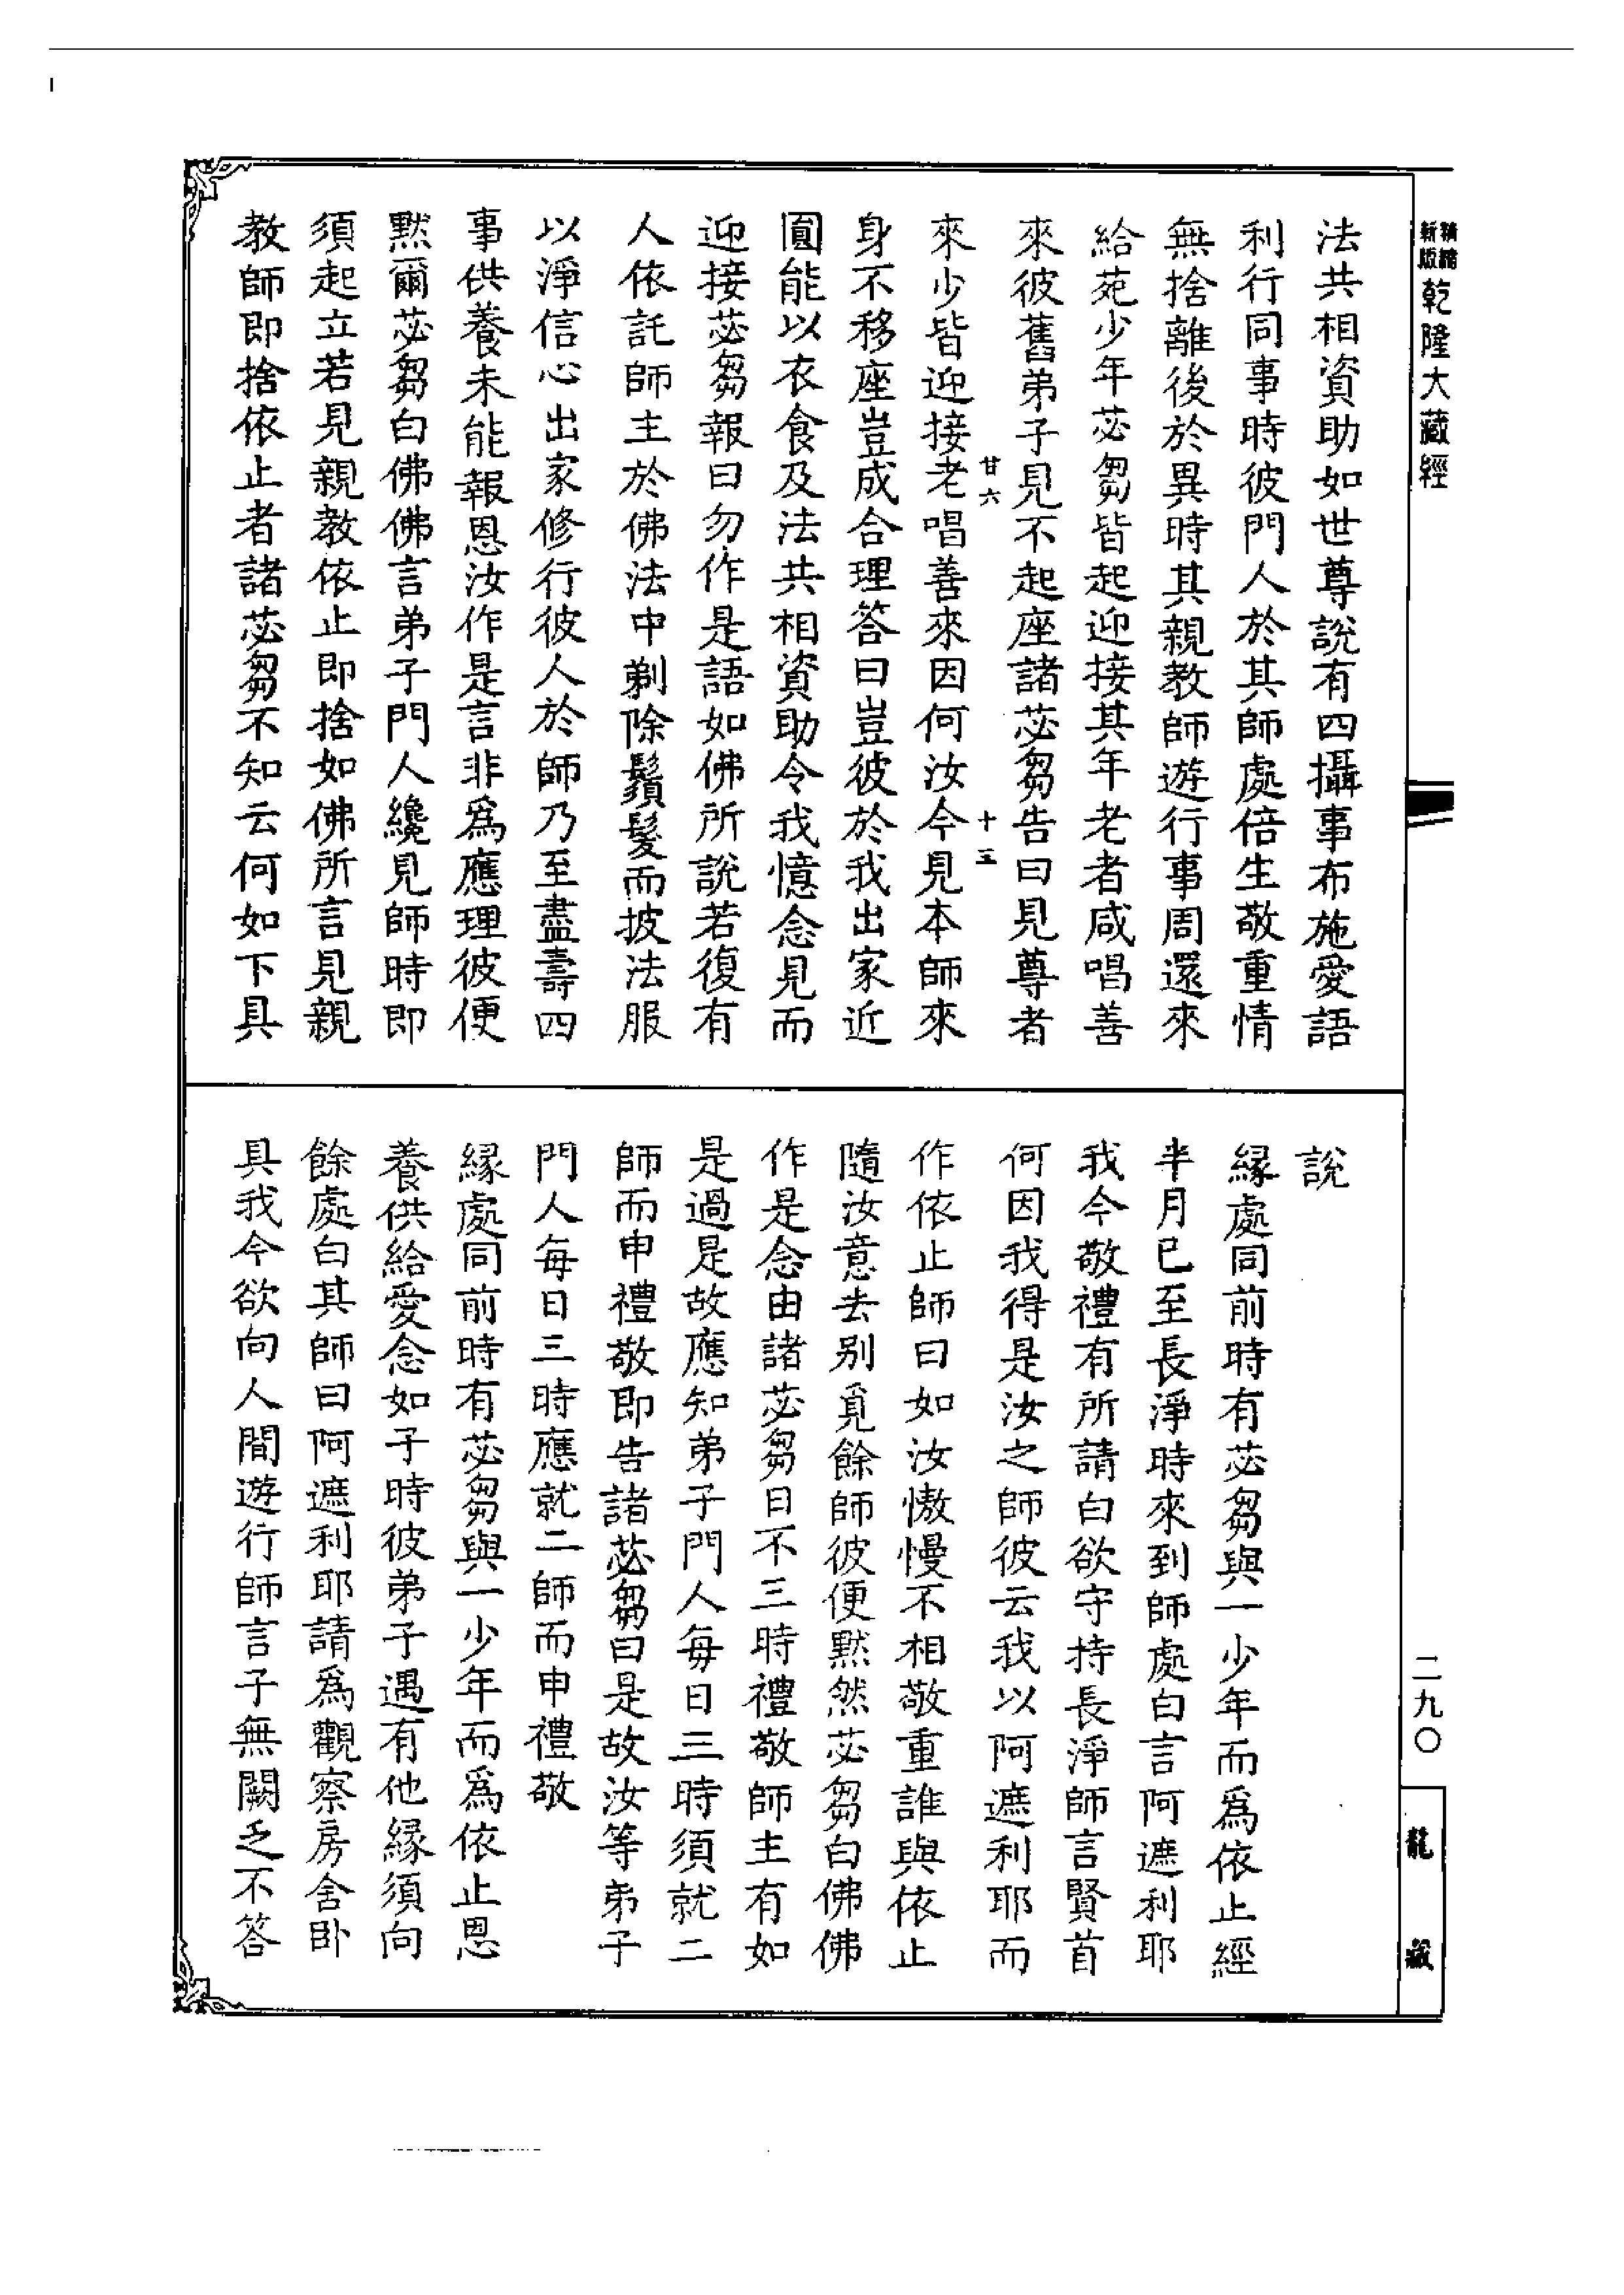 精縮新版乾隆大藏經
法共相資助如世尊說有四攝事布施愛語
利行同事時彼門人於其師處倍生敬重情
無捨離後於異時其親教師遊行事周還來
給苑少年苾芻皆起迎接其年老者咸唱善
來彼舊弟子見不起座諸苾芻告曰見尊者
廿六 十三
來少皆迎接老唱善來因何汝今見本師來
身不移座豈成合理答曰豈彼於我出家近
圓能以衣食及法共相資助令我憶念見而
迎接苾芻報曰勿作是語如佛所說若復有
人依託師主於佛法中剃除鬚髮而披法服
以淨信心出家修行彼人於師乃至盡壽四
事供養未能報恩汝作是言非爲應理彼便
默爾苾芻白佛佛言弟子門人纔見師時即
須起立若見親教依止即捨如佛所言見親
教師即捨依止者諸苾芻不知云何如下具
說
緣處同前時有苾芻與一少年而爲依止經
半月已至長淨時來到師處白言阿遮利耶
我今敬禮有所請白欲守持長淨師言賢首
何因我得是汝之師彼云我以阿遮利耶而
作依止師曰如汝慠慢不相敬重誰與依止
隨汝意去別覓餘師彼便默然苾芻白佛佛
作是念由諸苾芻日不三時禮敬師主有如
是過是故應知弟子門人每日三時須就二
師而申禮敬即告諸苾芻曰是故汝等弟子
門人每日三時應就二師而申禮敬
緣處同前時有苾芻與一少年而爲依止恩
養供給愛念如子時彼弟子遇有他緣須向
餘處白其師曰阿遮利耶請爲觀察房舍卧
具我今欲向人間遊行師言子無闕乏不答
二九〇
龍藏